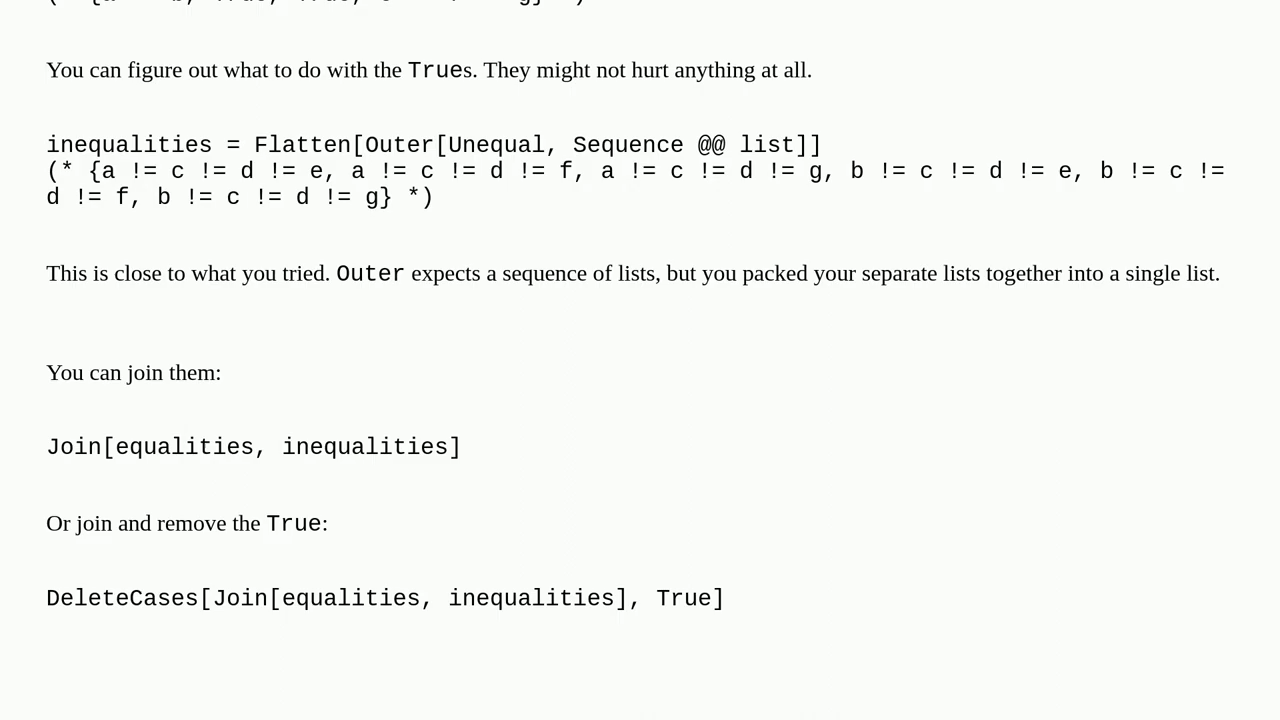 You can figure out what to do with the Trues. They might not hurt anything at all.
inequalities = Flatten[Outer[Unequal, Sequence @@ list]]
(* {a != c != d != e, a != c != d != f, a != c != d != g, b != c != d != e, b != c !=
d != f, b != c != d != g} *)
This is close to what you tried. Outer expects a sequence of lists, but you packed your separate lists together into a single list.
You can join them:
Join[equalities, inequalities]
Or join and remove the True:
DeleteCases[Join[equalities, inequalities], True]